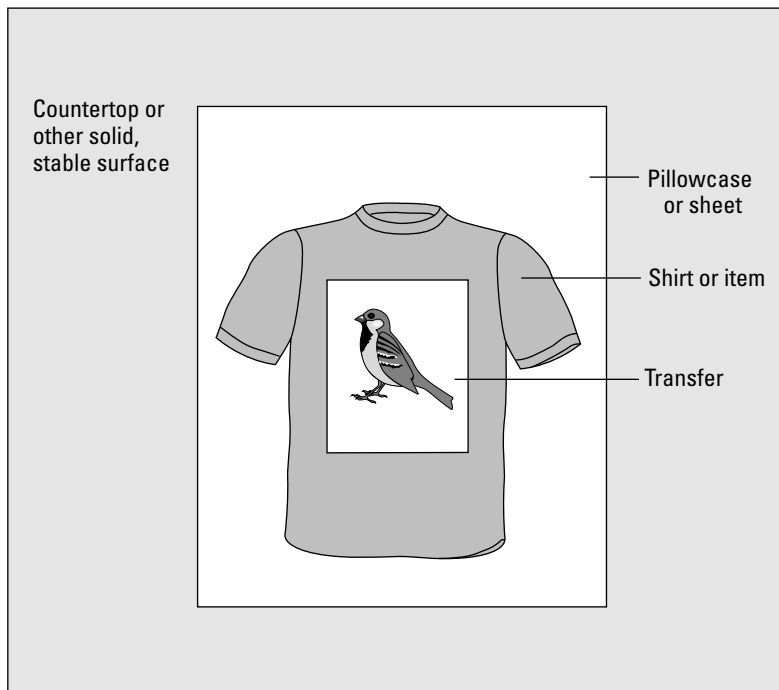 Countertop or
other solid,
stable surface
Pillowcase
or sheet
Shirt or item
Transfer